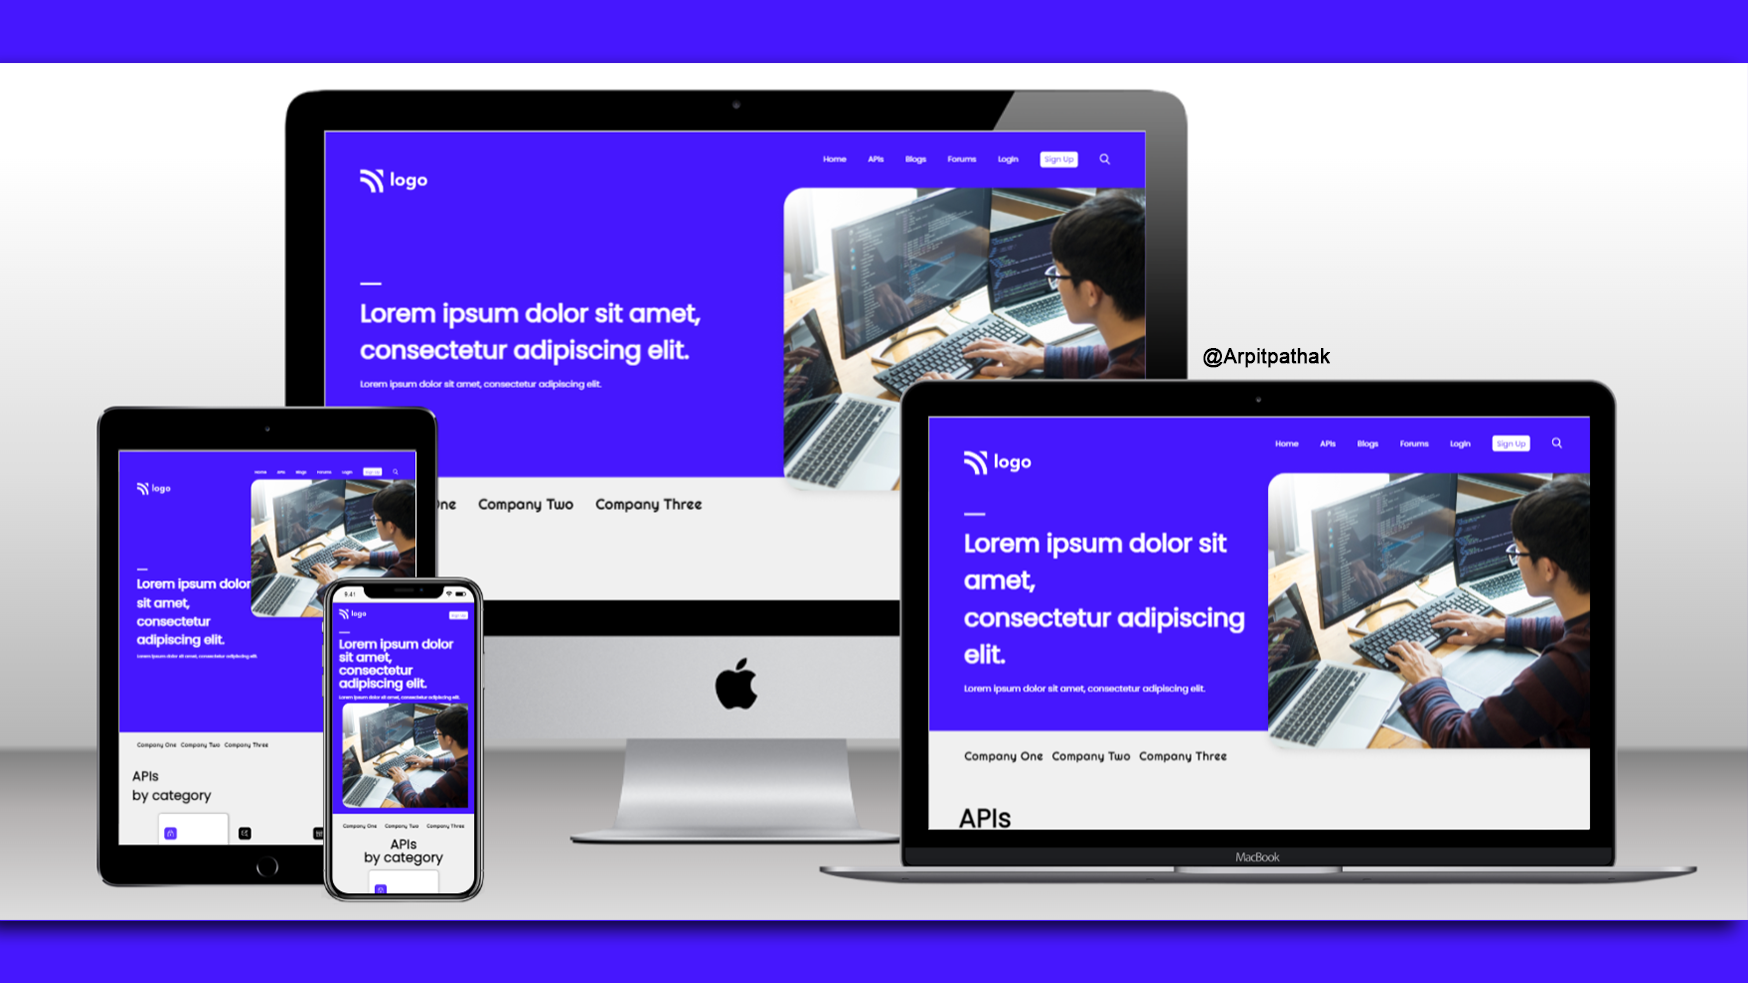 Home APIs Blogs Forums LogIn Sign Up
logo
Lorem ipsum dolor sit amet,
consectetur adipiscing elit.
Lorem ipsum dolor sit amet, consectetur adipiscing elit.
One Company Two Company Three
@Arpitpathak
Home APIs Blogs Forums Login Sign Up
logo
Lorem ipsum dolor
sit amet,
consectetur
adipiscing elit.
Lorem ipsum dolor sit amet, consectetur adipiscing elit.
Company One Company Two Company Three
APIs
by category
9:41
logo
Sign Up
Lorem ipsum dolor
sit amet,
consectetur
adipiscing elit.
Lorem ipsum dolor sit amet, consectetur adipiscing elit.
Company One Company Two Company Three
APIs
by category
Home APIs Blogs Forums LogIn Sign Up
logo
Lorem ipsum dolor sit
amet,
consectetur adipiscing
elit.
Lorem ipsum dolor sit amet, consectetur adipiscing elit.
Company One Company Two Company Three
APIs
MacBook